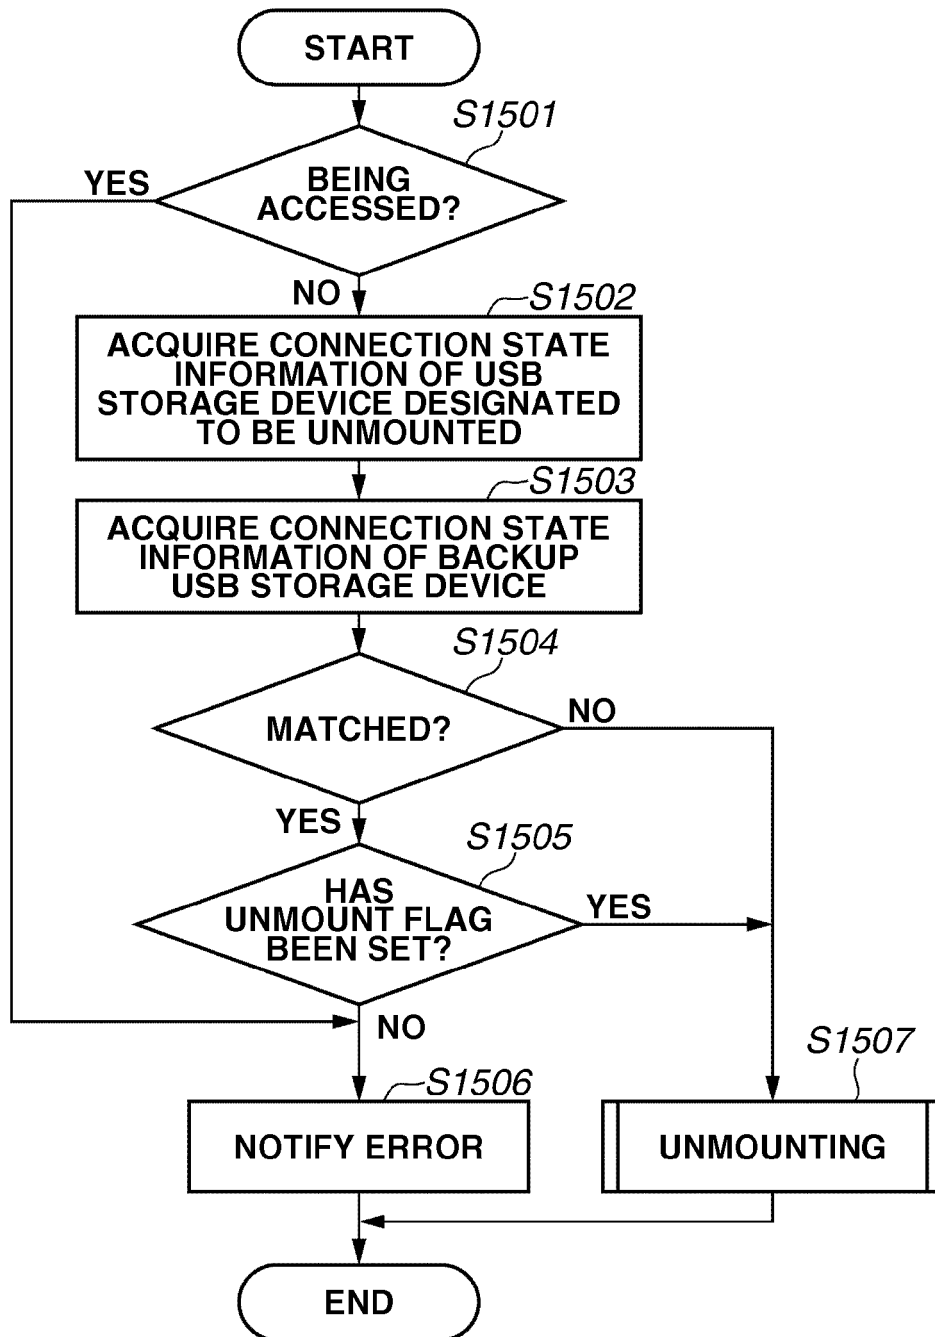 START
S1501
BEING
ACCESSED?
YES
NO
S1502
ACQUIRE CONNECTION STATE
INFORMATION OF USB
STORAGE DEVICE DESIGNATED
TO BE UNMOUNTED
S1503
ACQUIRE CONNECTION STATE
INFORMATION OF BACKUP
USB STORAGE DEVICE
S1504
MATCHED?
NO
YES
S1505
HAS
UNMOUNT FLAG
BEEN SET?
YES
NO
S1506
NOTIFY ERROR
S1507
UNMOUNTING
END